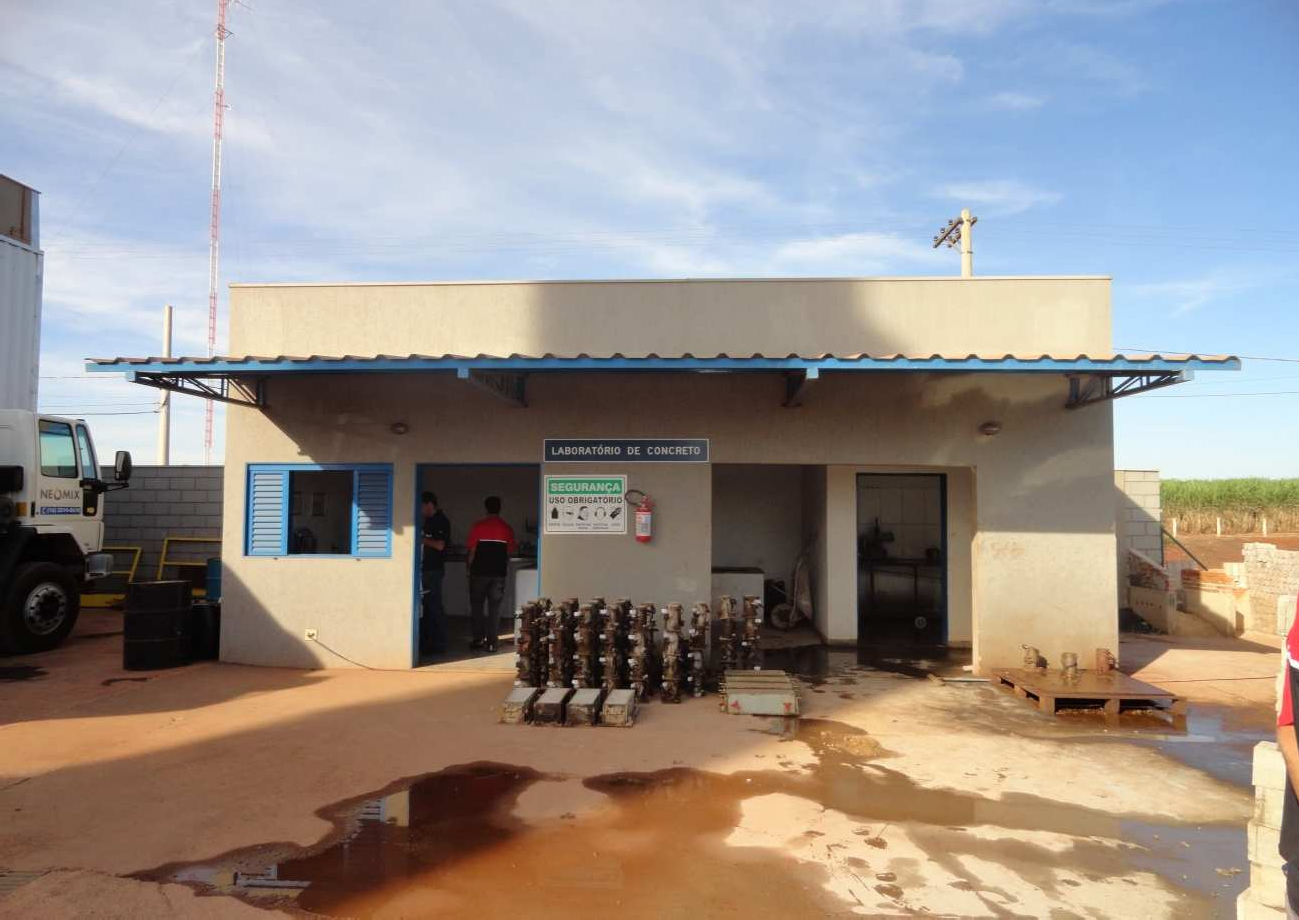 NEOMIX
LABORATÓRIO DE CONCRETO
SEGURANÇA
USO OBRIGATÓRIO